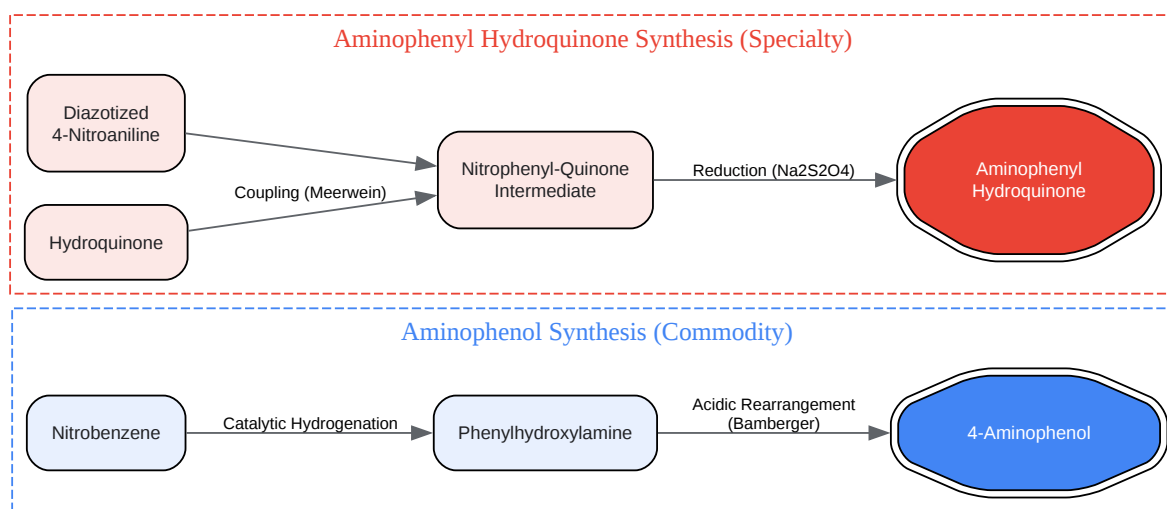 Aminophenyl Hydroquinone Synthesis (Specialty)
Diazotized
4-Nitroaniline
Coupling (Meerwein)
Hydroquinone
Nitrophenyl-Quinone
Intermediate
Reduction (Na2S2O4)
Aminophenyl
Hydroquinone
Aminophenol Synthesis (Commodity)
Nitrobenzene
Catalytic Hydrogenation
Phenylhydroxylamine
Acidic Rearrangement
(Bamberger)
4-Aminophenol